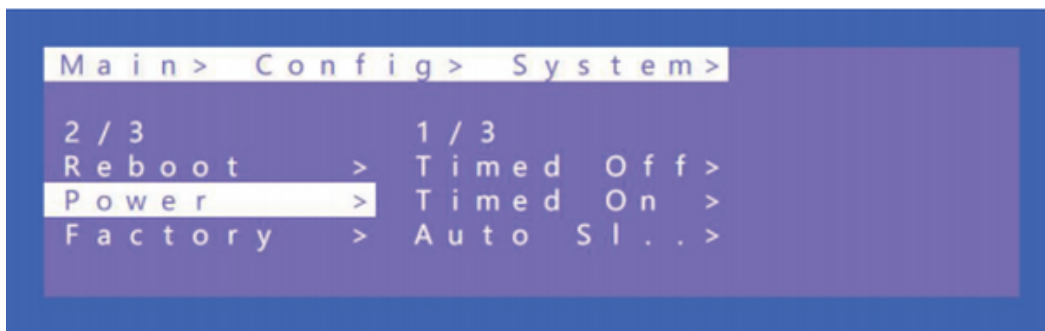 Main> Config> System>
2/3 1/3
Reboot > Timed Off>
Power > Timed On >
Factory > Auto Sl..>